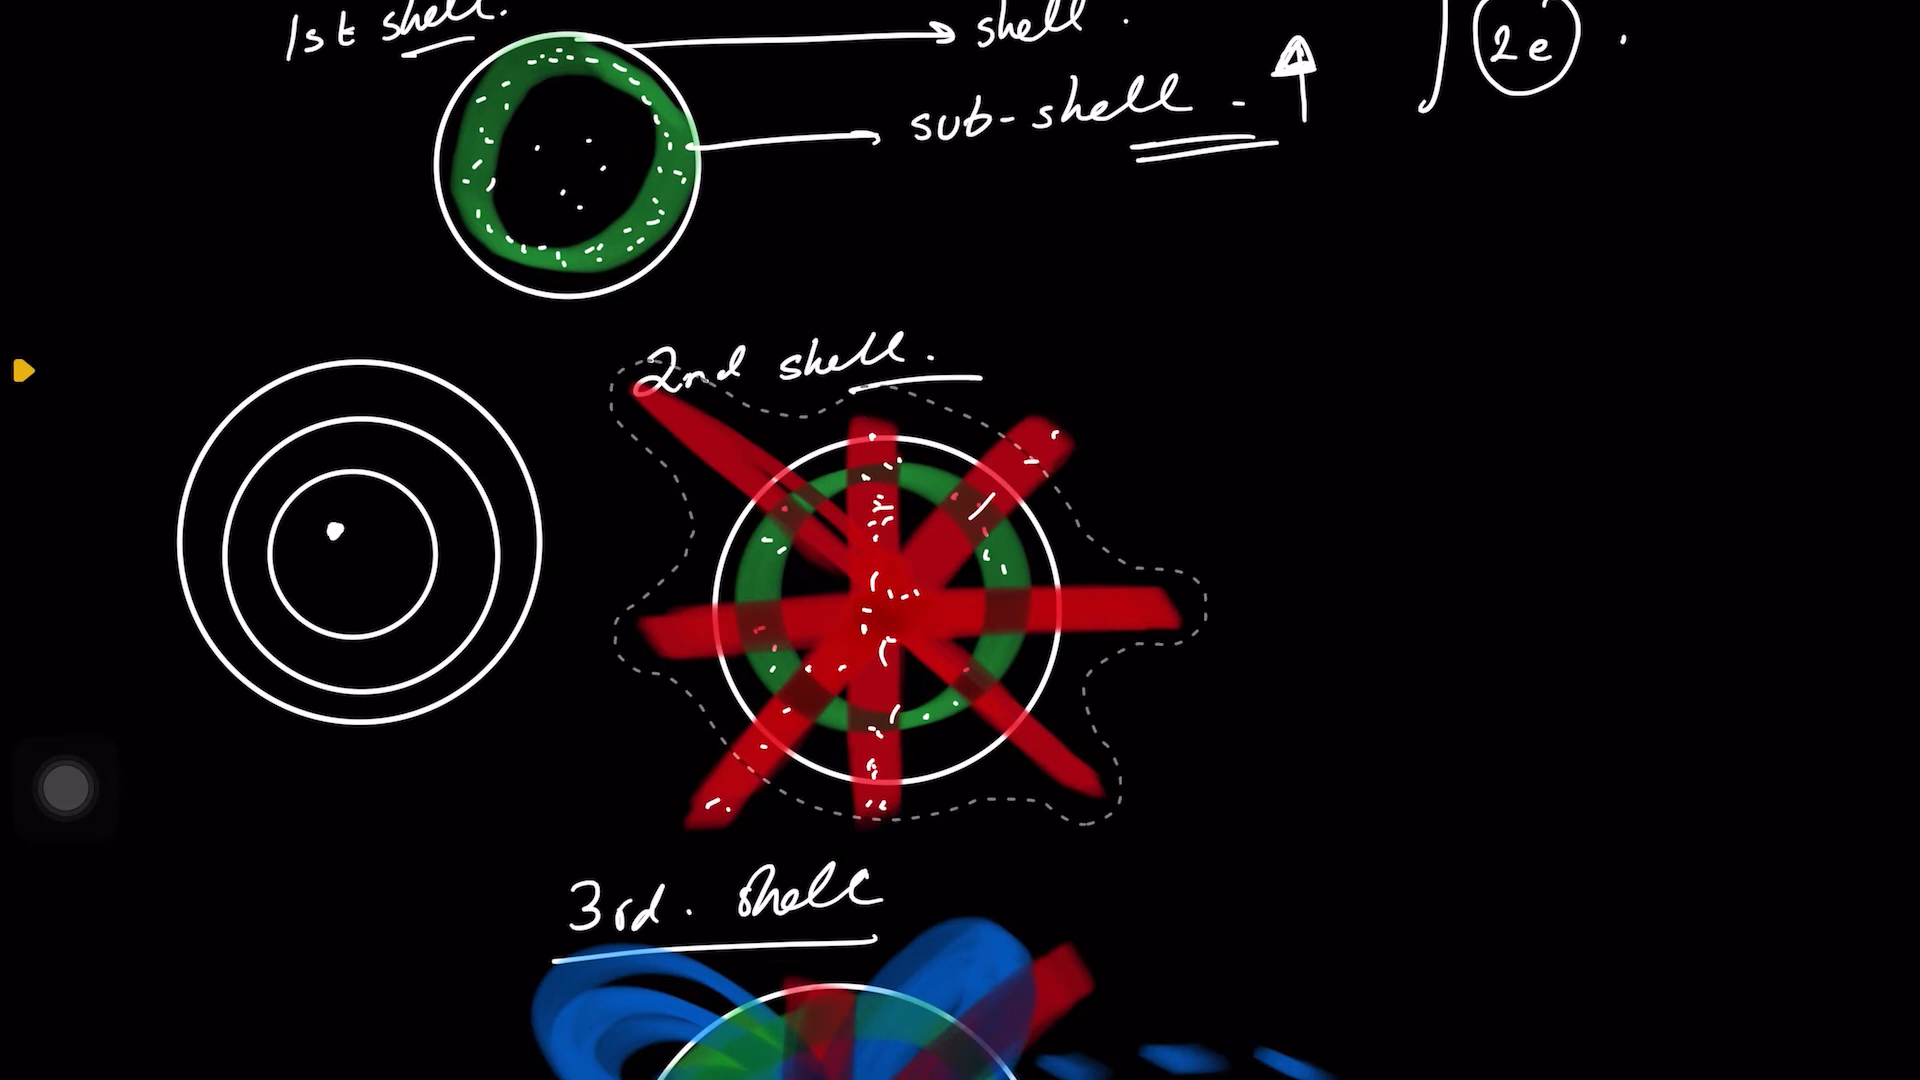 1st shell.
shell.
2e
sub-shell -
2nd shell.
3rd. shell